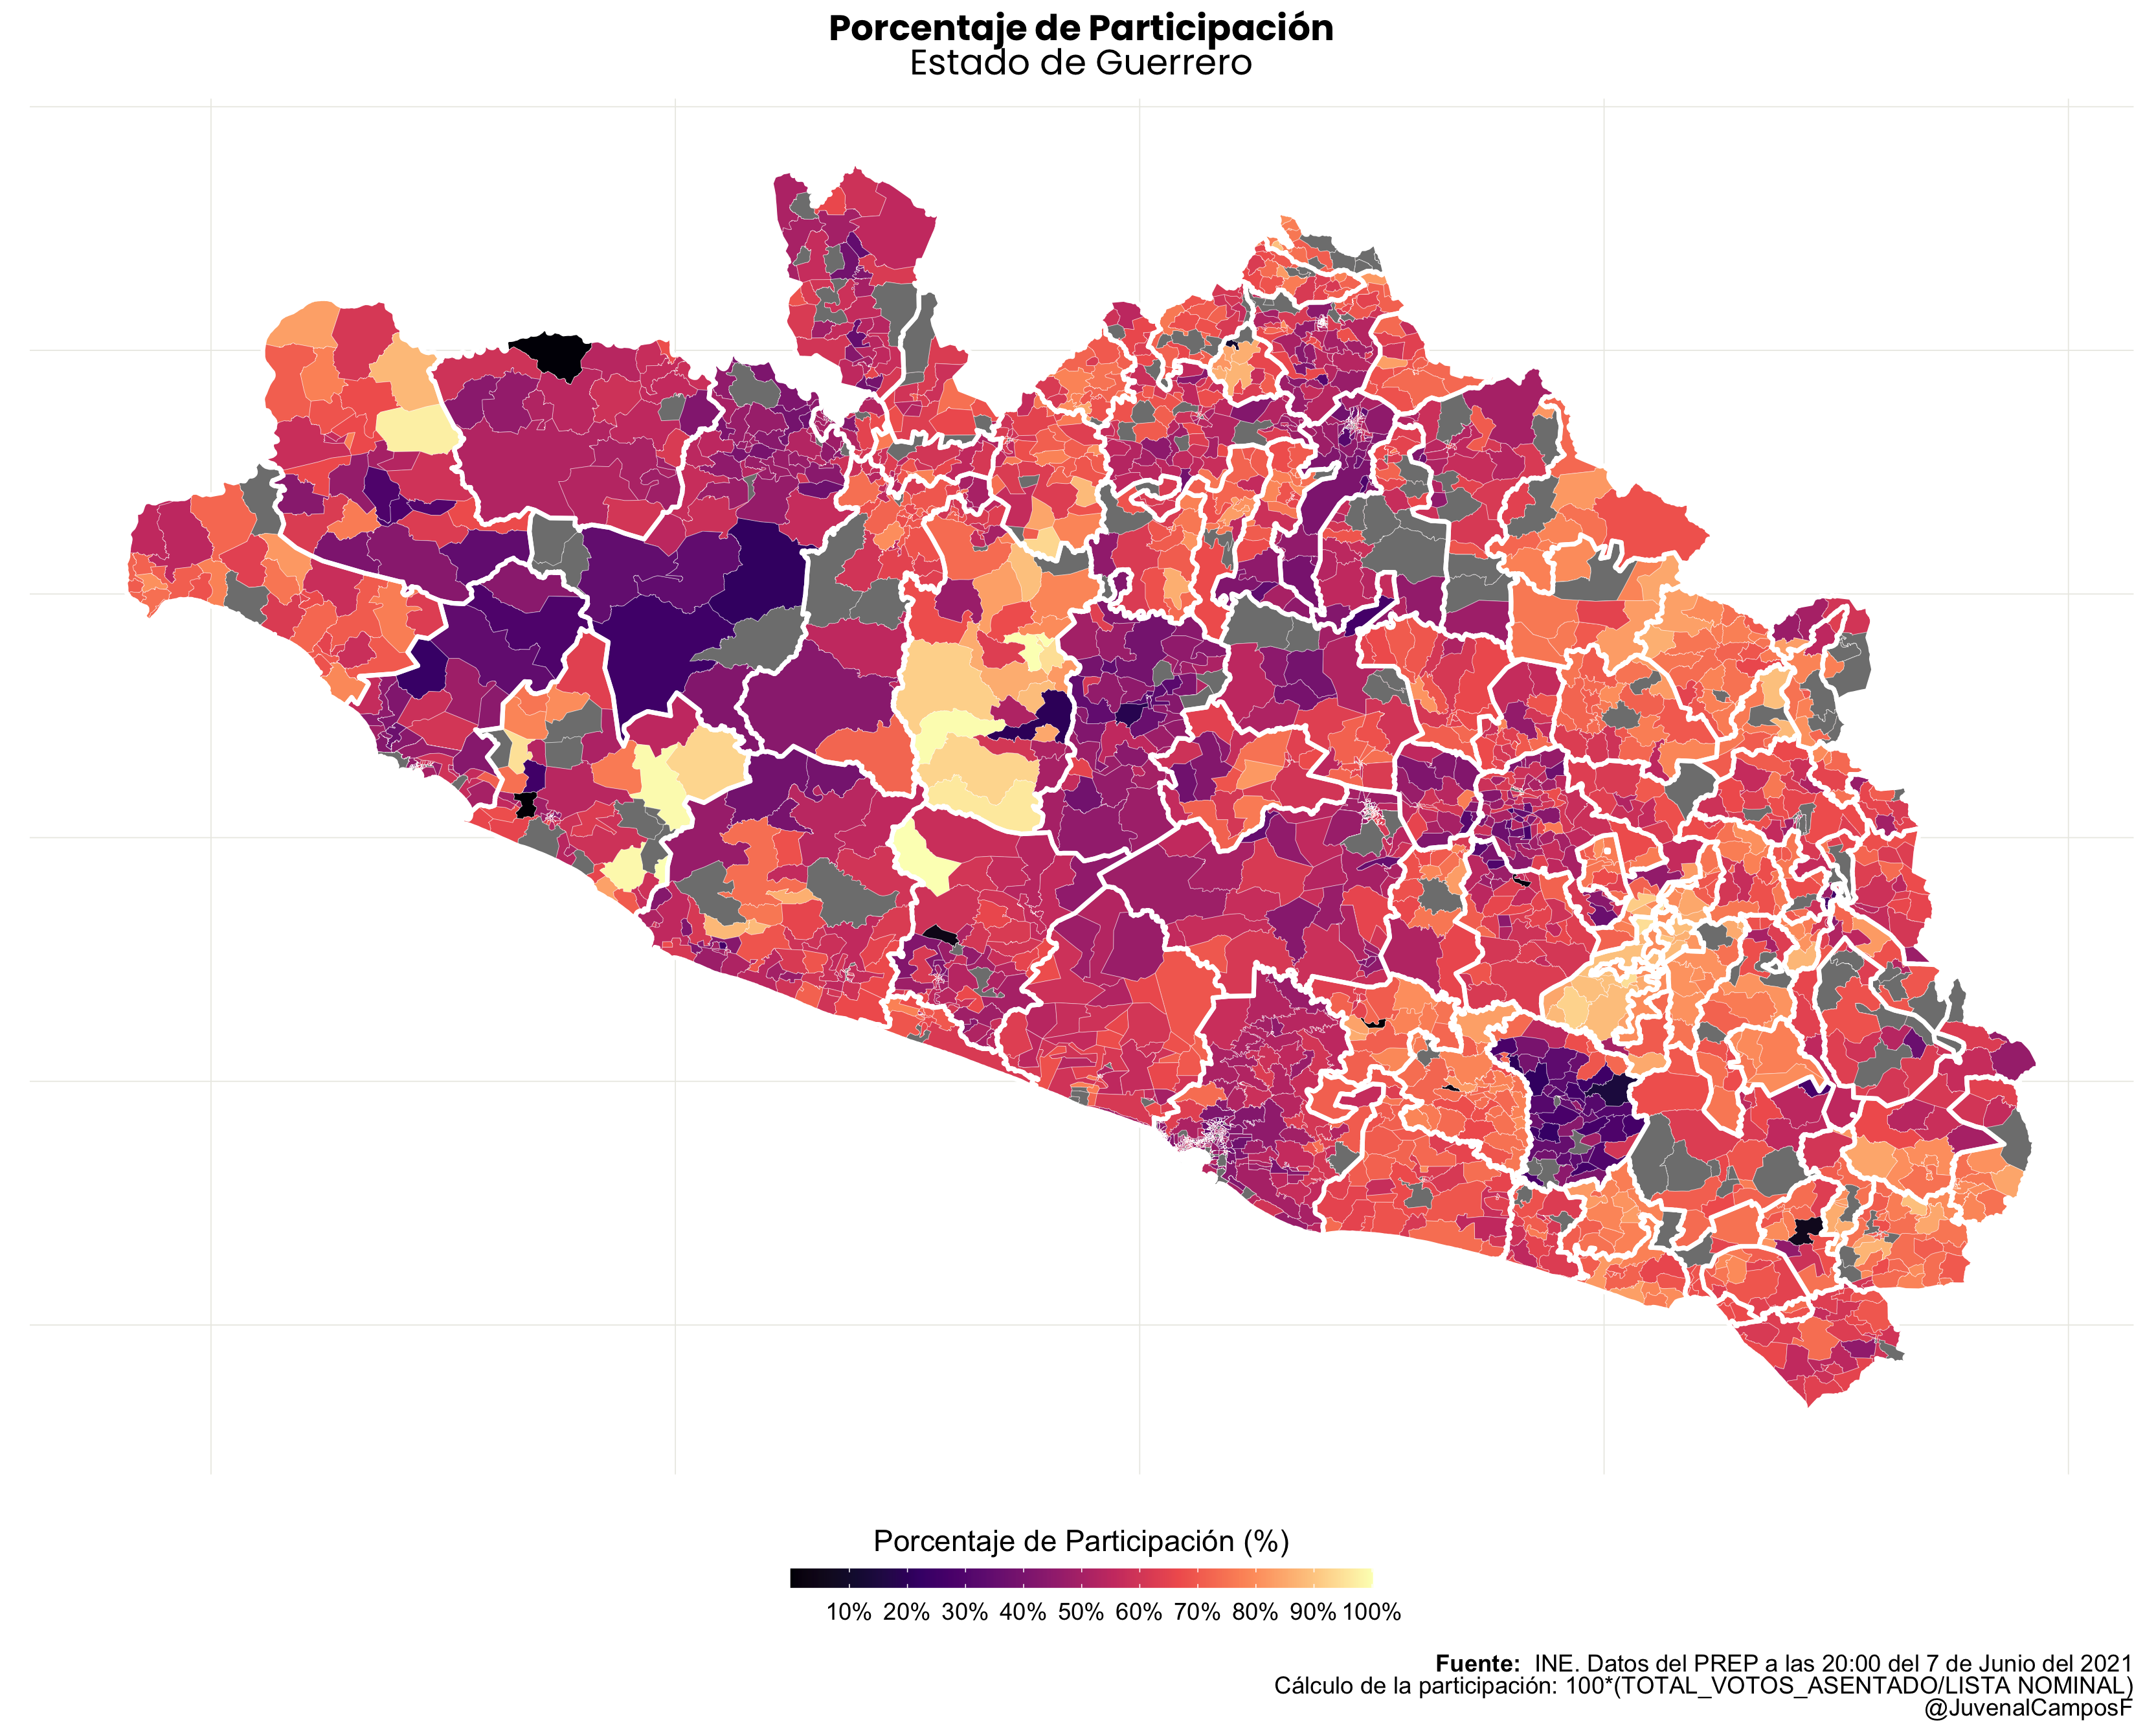 Porcentaje de Participación
Estado de Guerrero
Porcentaje de Participación (%)
10% 20% 30% 40% 50% 60% 70% 80% 90% 100%
Fuente: INE. Datos del PREP a las 20:00 del 7 de Junio del 2021
Cálculo de la participación: 100*(TOTAL_VOTOS_ASENTADO/LISTA NOMINAL)
@JuvenalCamposF